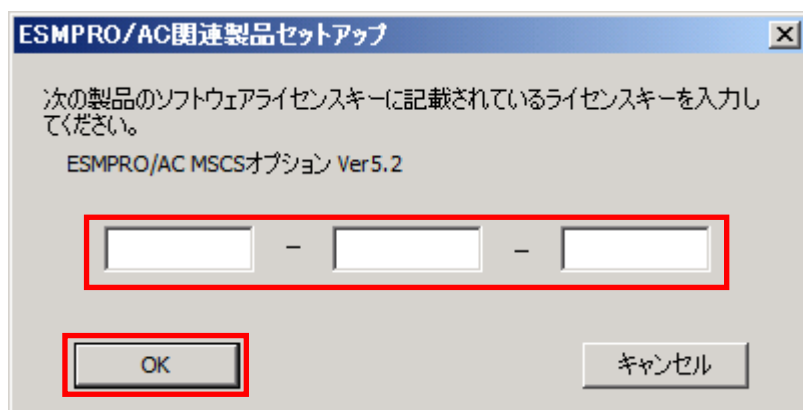 ESMPRO/AC関連製品セットアップ
次の製品のソフトウェアライセンスキーに記載されているライセンスキーを入力し
てください。
ESMPRO/AC MSCSオプション Ver5.2
– –
OK キャンセル